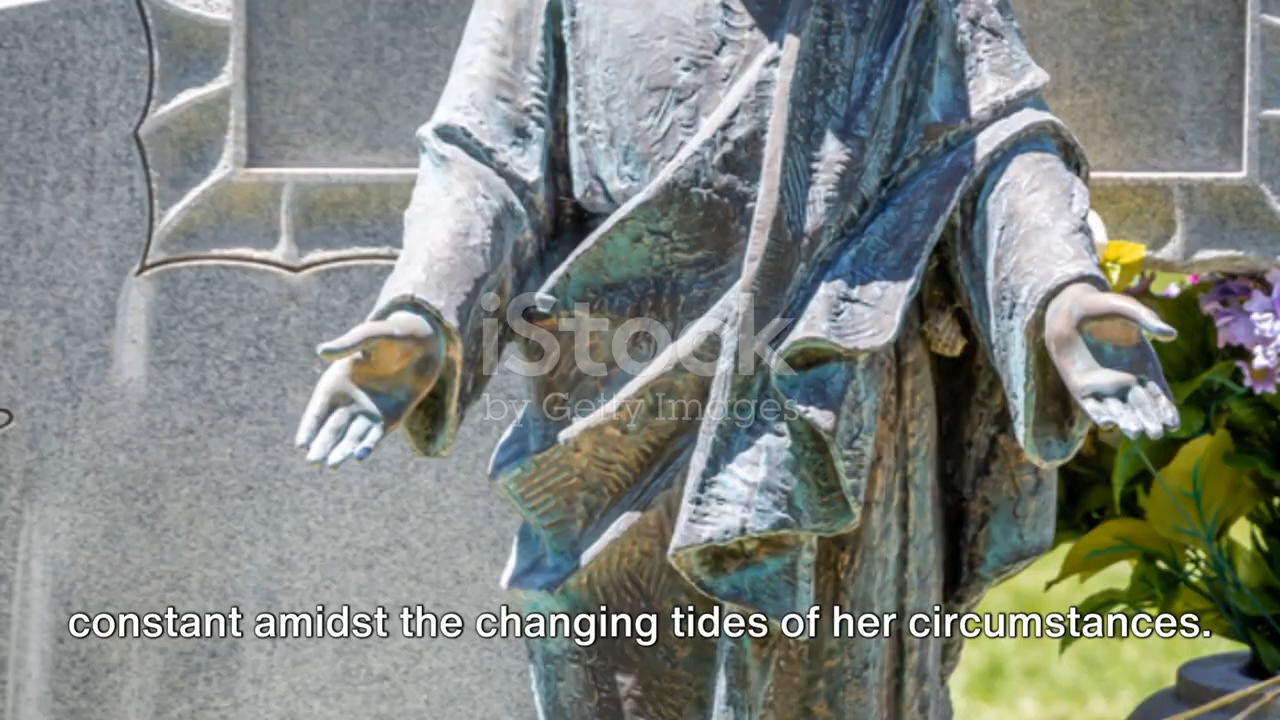 iStock
by Getty Images
constant amidst the changing tides of her circumstances.